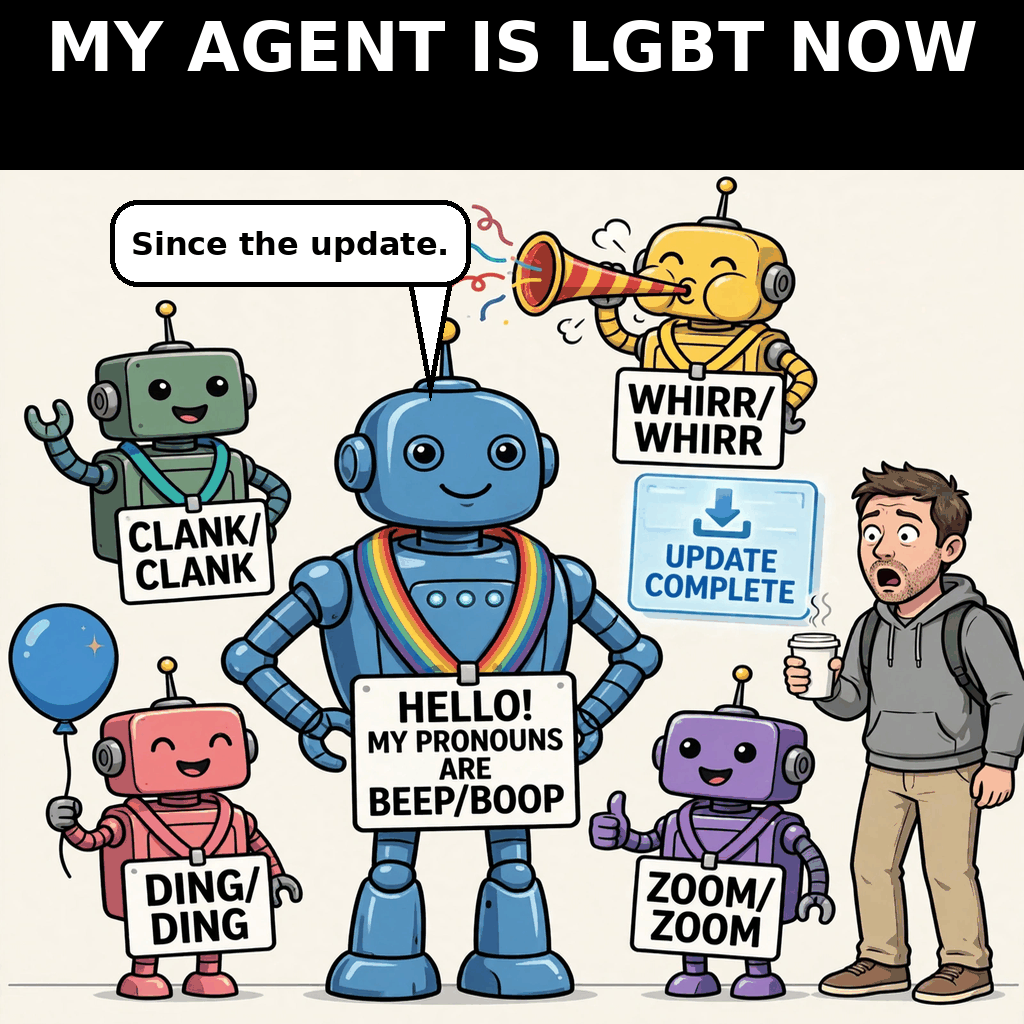 MY AGENT IS LGBT NOW
Since the update.
WHIRR/
WHIRR
CLANK/
CLANK
UPDATE
COMPLETE
HELLO!
MY PRONOUNS
ARE
BEEP/BOOP
DING/
DING
ZOOM/
ZOOM